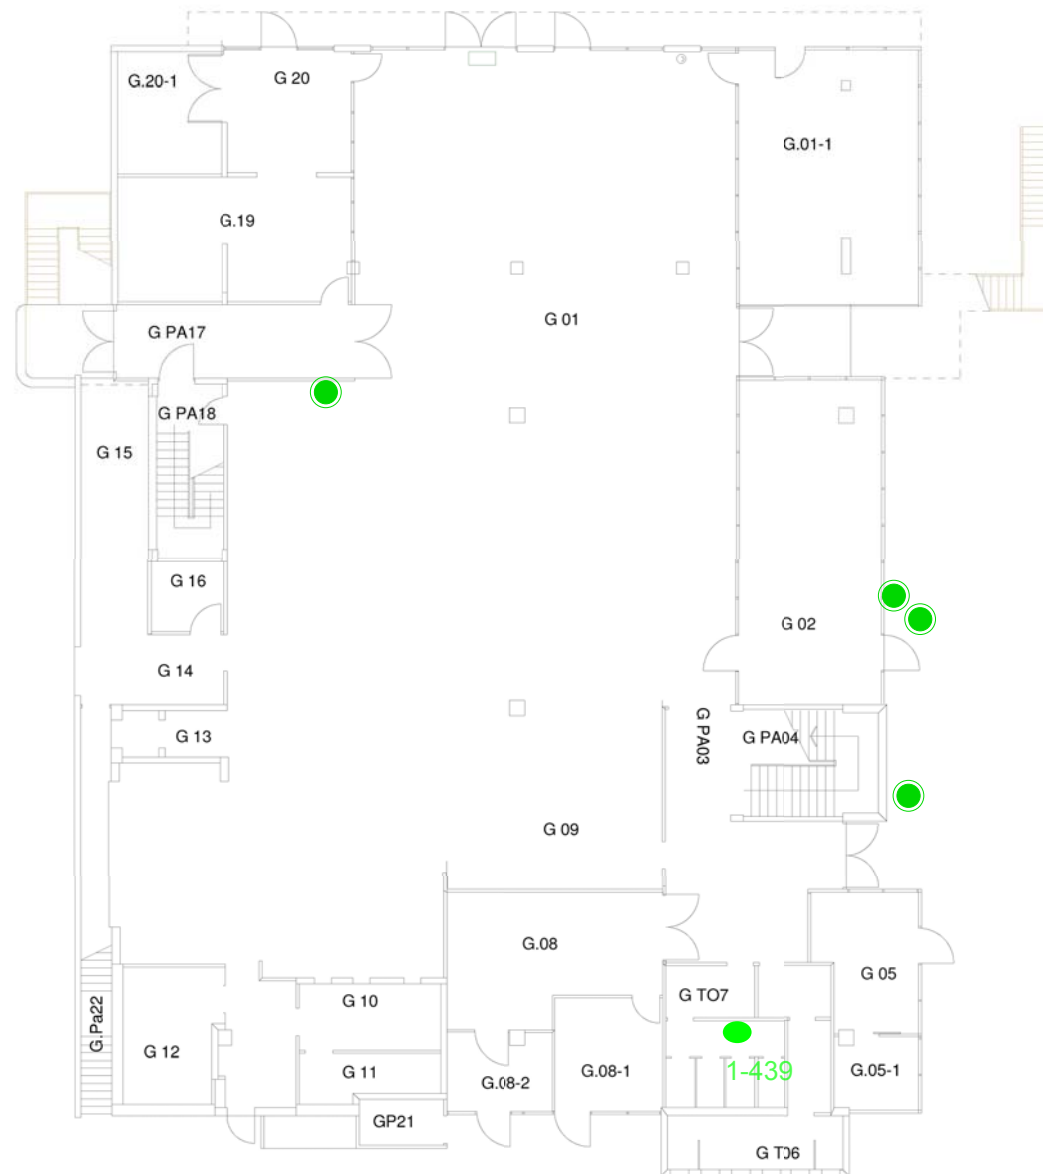 G.20-1
G 20
G.01-1
G.19
G 01
G PA17
G PA18
G 15
G 16
G 02
G 14
G PA03
G 13
G PA04
G 09
G.08
G 05
G TO7
G 10
G.Pa22
G 12
1-439
G 11
G.08-2
G.08-1
G.05-1
GP21
G T06